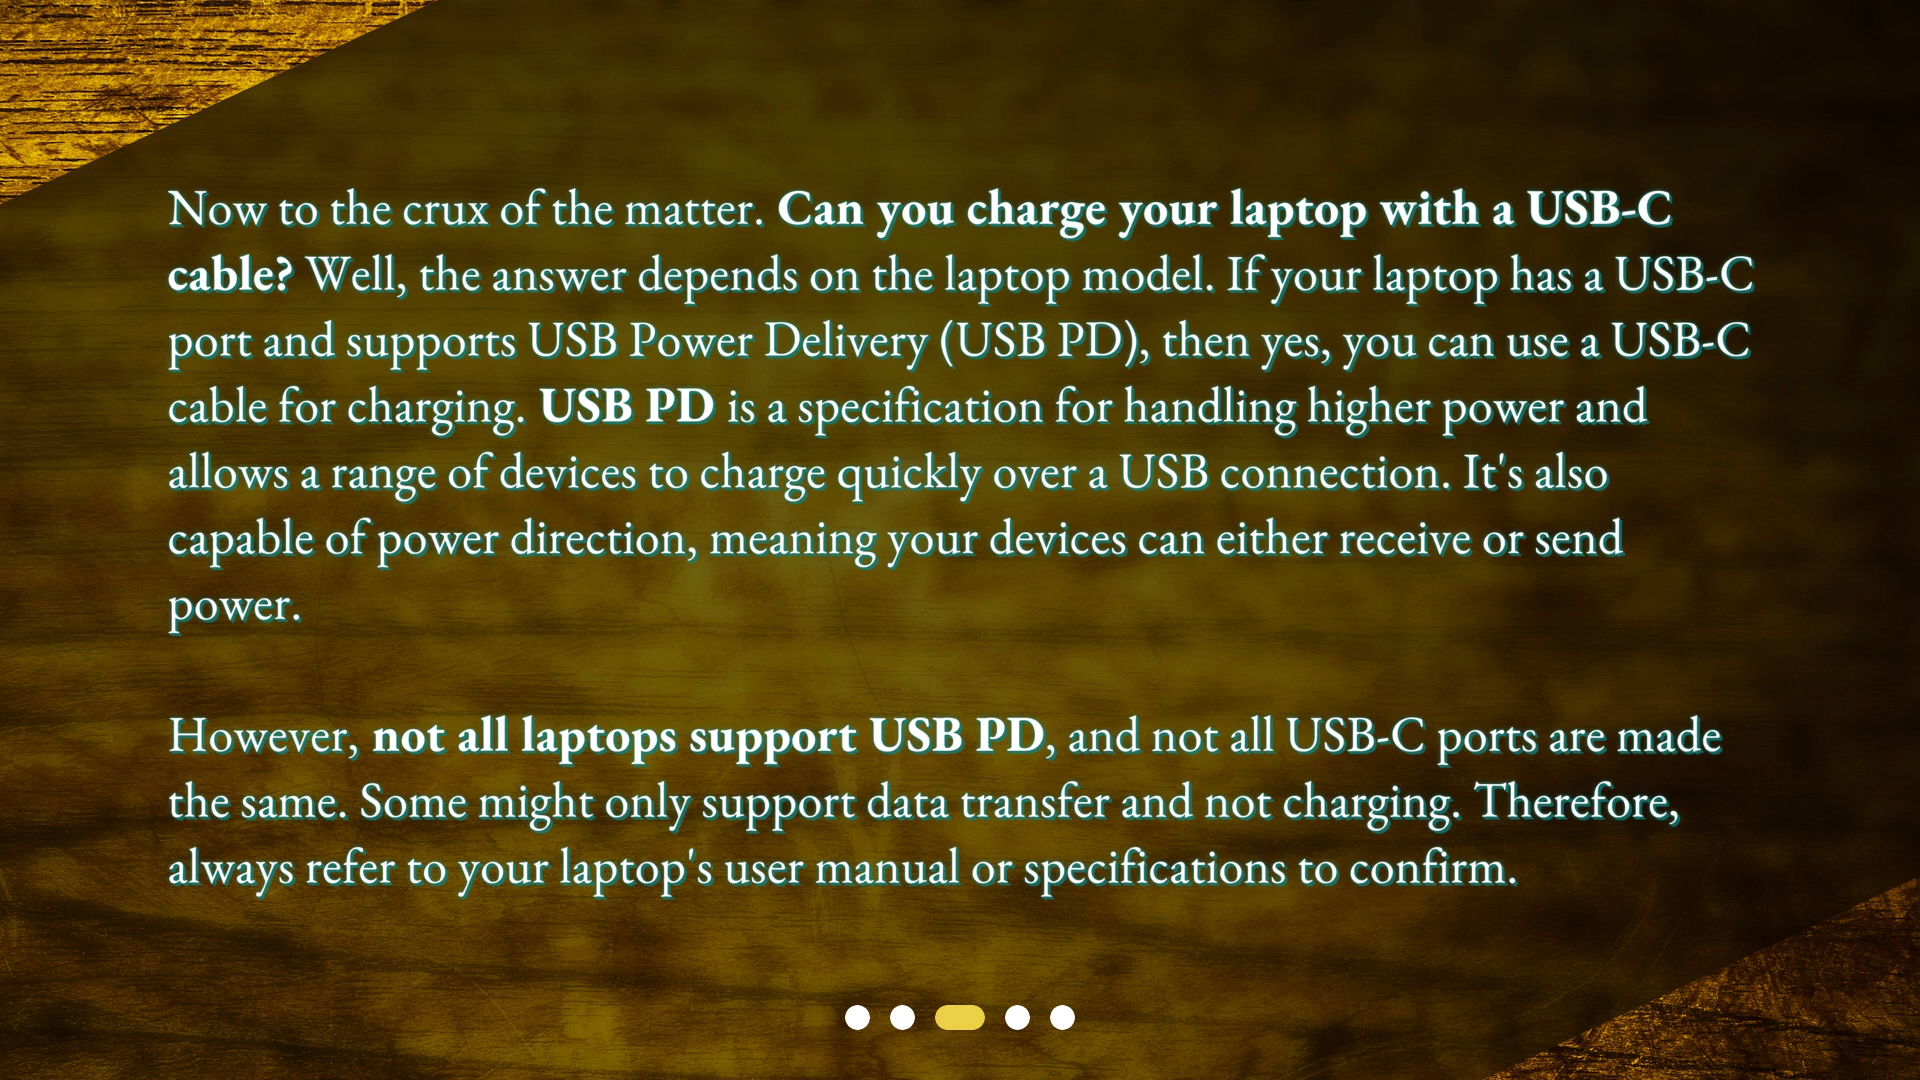 Now to the crux of the matter. Can you charge your laptop with a USB-C
cable? Well, the answer depends on the laptop model. If your laptop has a USB-C
port and supports USB Power Delivery (USB PD), then yes, you can use a USB-C
cable for charging. USB PD is a specification for handling higher power and
allows a range of devices to charge quickly over a USB connection. It's also
capable of power direction, meaning your devices can either receive or send
power.
However, not all laptops support USB PD, and not all USB-C ports are made
the same. Some might only support data transfer and not charging. Therefore,
always refer to your laptop's user manual or specifications to confirm.